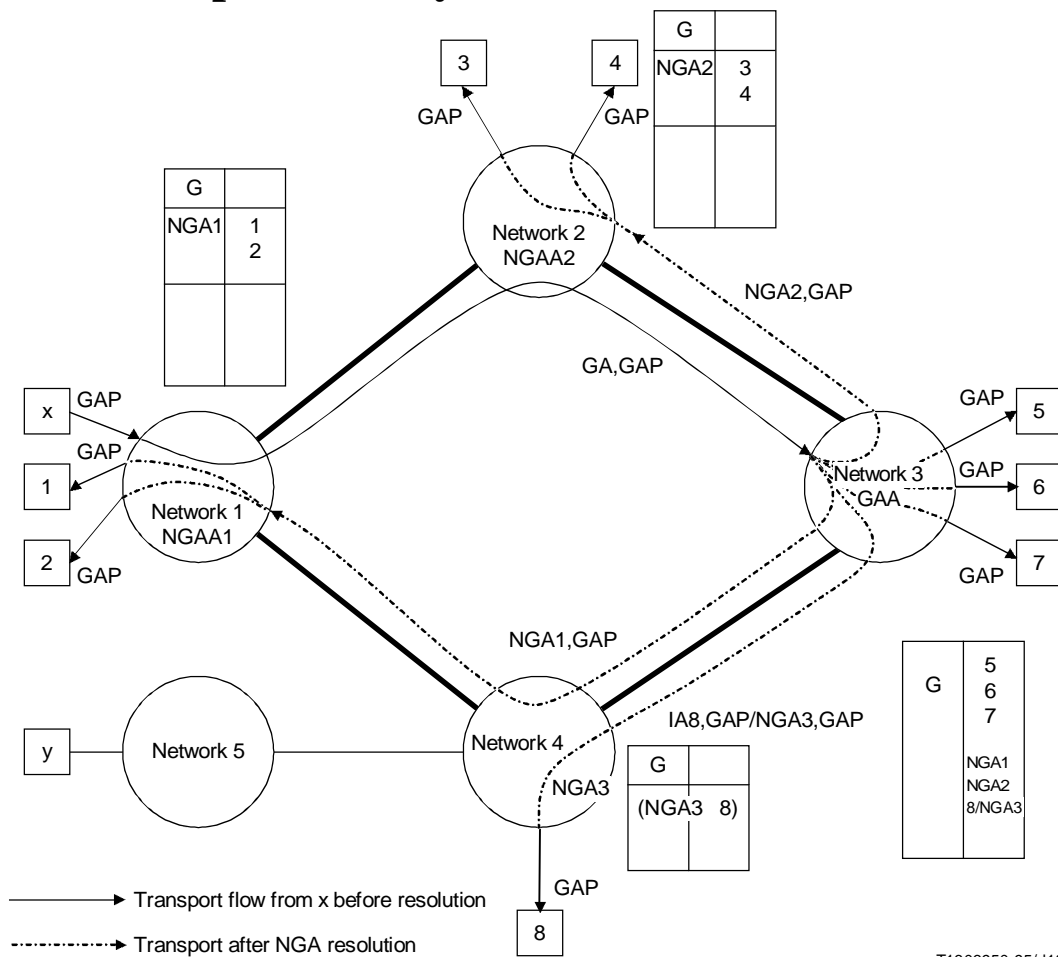 3
4
G
NGA2 3
4
GAP
GAP
G
NGA1 1
2
Network 2
NGAA2
NGA2,GAP
GA,GAP
x
GAP
GAP
1
Network 1
NGAA1
2
GAP
Network 3
GAA
GAP
5
GAP
6
GAP
7
NGA1,GAP
IA8,GAP/NGA3,GAP
G
5
6
7
NGA1
NGA2
8/NGA3
y
Network 5
Network 4
NGA3
G
(NGA3 8)
GAP
8
Transport flow from x before resolution
Transport after NGA resolution